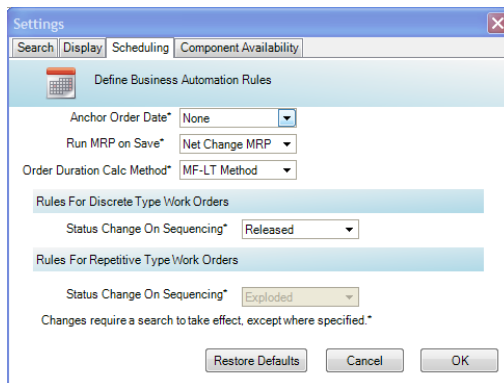 Settings
Search Display Scheduling Component Availability
Define Business Automation Rules
Anchor Order Date* None
Run MRP on Save* Net Change MRP
Order Duration Calc Method* MF-LT Method
Rules For Discrete Type Work Orders
Status Change On Sequencing* Released
Rules For Repetitive Type Work Orders
Status Change On Sequencing* Exploded
Changes require a search to take effect, except where specified.*
Restore Defaults Cancel OK